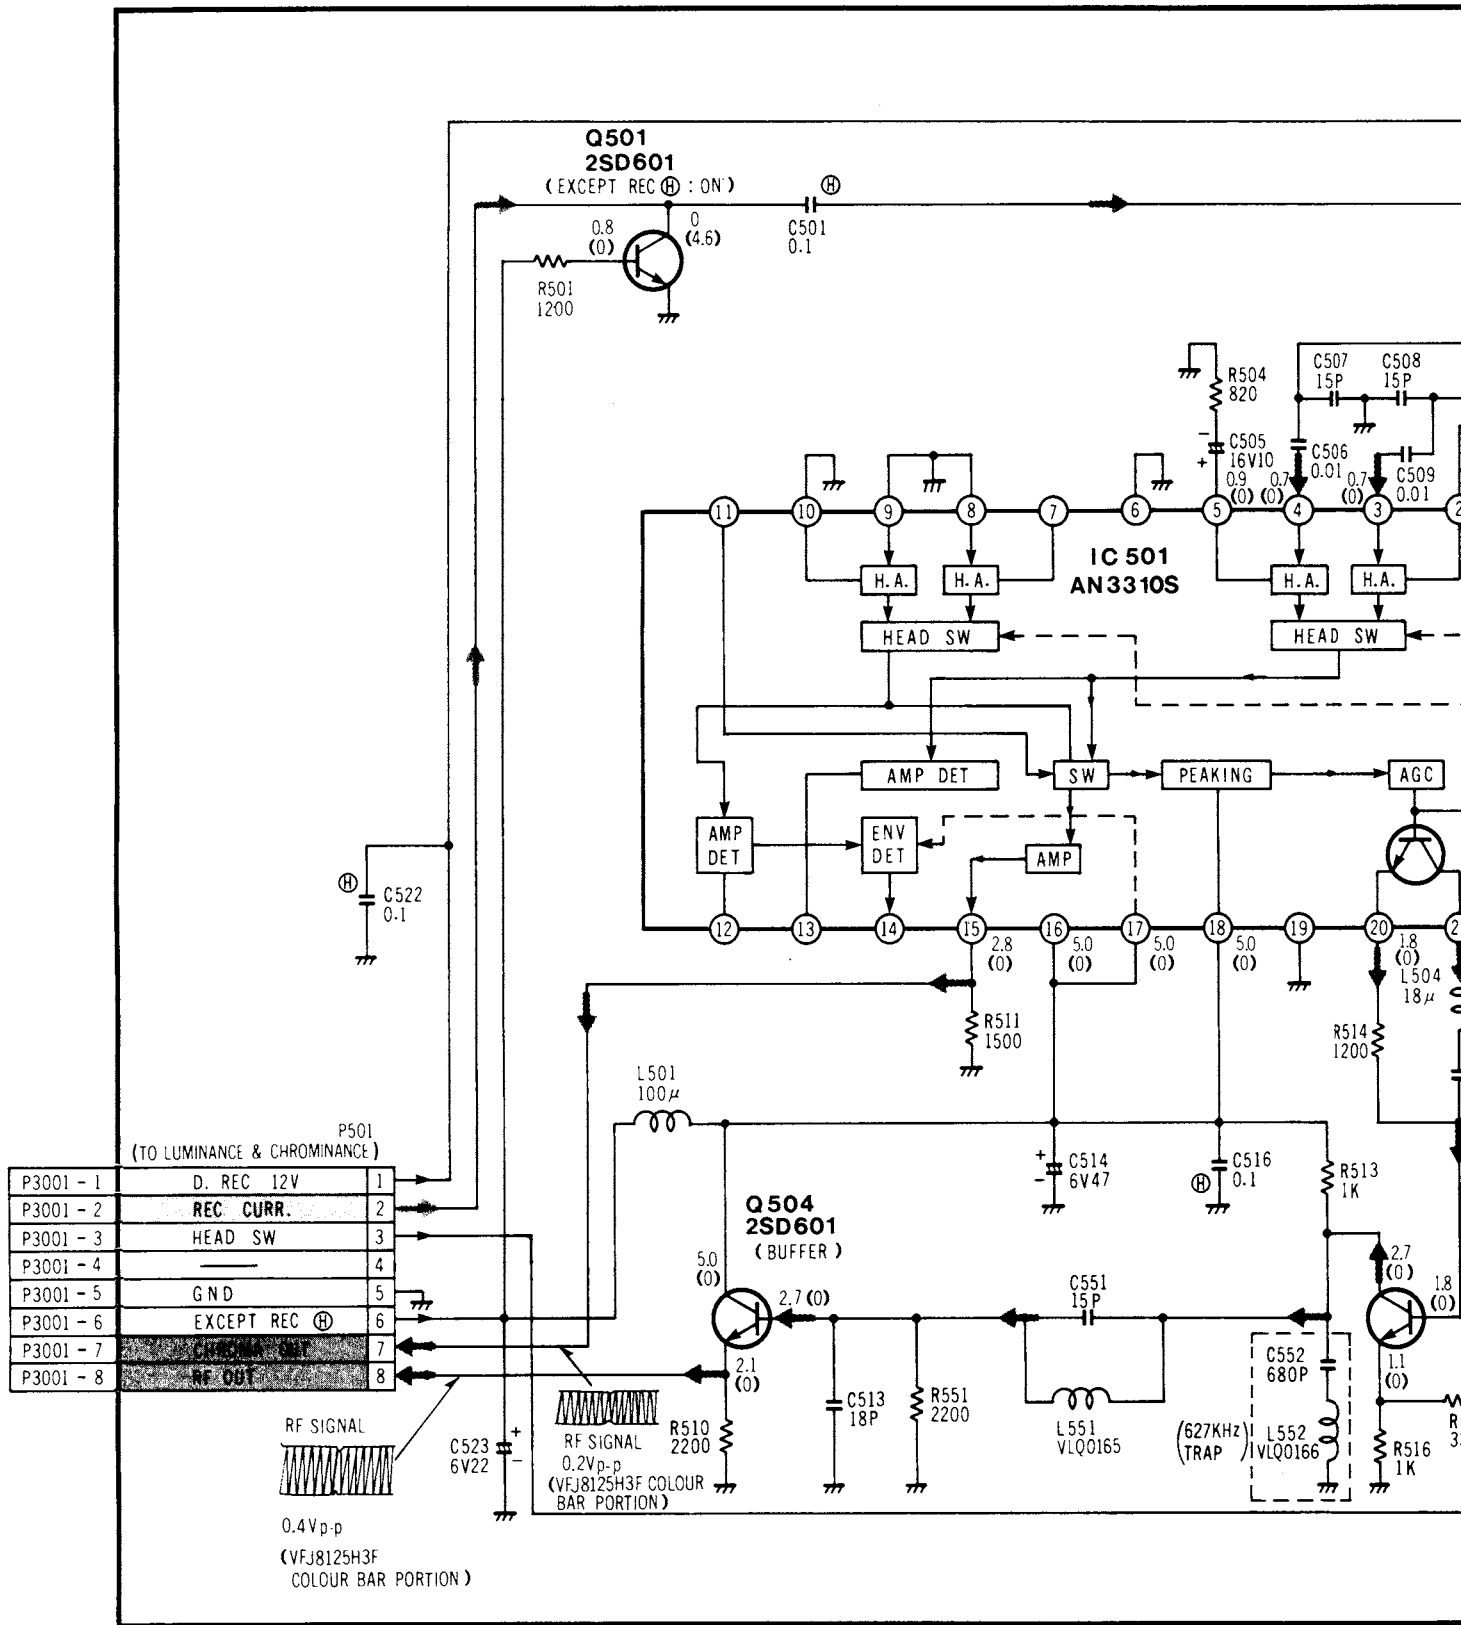 Q501
2SD601
(EXCEPT REC Ⓗ : ON)
0.8
(0)
0
(4.6)
Ⓗ
C501
0.1
R501
1200
R504
820
C507
15P
C508
15P
C505
16V10
C506
0.01
C509
0.01
0.9
(0)
0.7
(0)
0.7
(0)
11
10
9
8
7
6
5
4
3
2
IC 501
AN3310S
H.A.
H.A.
H.A.
H.A.
HEAD SW
HEAD SW
AMP DET
SW
PEAKING
AGC
AMP
DET
ENV
DET
AMP
Ⓗ
C522
0.1
12
13
14
15
16
17
18
19
20
2
2.8
(0)
5.0
(0)
5.0
(0)
5.0
(0)
1.8
(0)
L504
18μ
R511
1500
R514
1200
L501
100μ
P501
(TO LUMINANCE & CHROMINANCE)
P3001 - 1 D. REC 12V 1
P3001 - 2 REC CURR. 2
P3001 - 3 HEAD SW 3
P3001 - 4 — 4
P3001 - 5 GND 5
P3001 - 6 EXCEPT REC Ⓗ 6
P3001 - 7 CHROMA OUT 7
P3001 - 8 RF OUT 8
+
C514
6V47
-
C516
0.1
Ⓗ
R513
1K
Q504
2SD601
(BUFFER)
5.0
(0)
2.7 (0)
2.1
(0)
C551
15P
2.7
(0)
1.8
(0)
1.1
(0)
C552
680P
C513
18P
R551
2200
L551
VLQ0165
(627KHz
TRAP)
L552
VLQ0166
R516
1K
R
3
R510
2200
C523
6V22
+
-
RF SIGNAL
0.4Vp-p
(VFJ8125H3F
COLOUR BAR PORTION)
RF SIGNAL
0.2Vp-p
(VFJ8125H3F COLOUR
BAR PORTION)